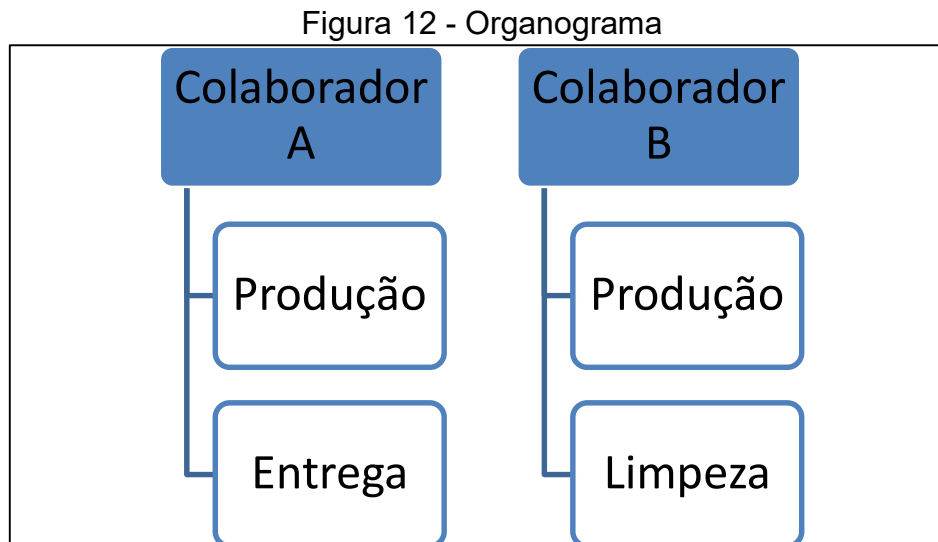 Figura 12 - Organograma
Colaborador
A
Produção
Entrega
Colaborador
B
Produção
Limpeza